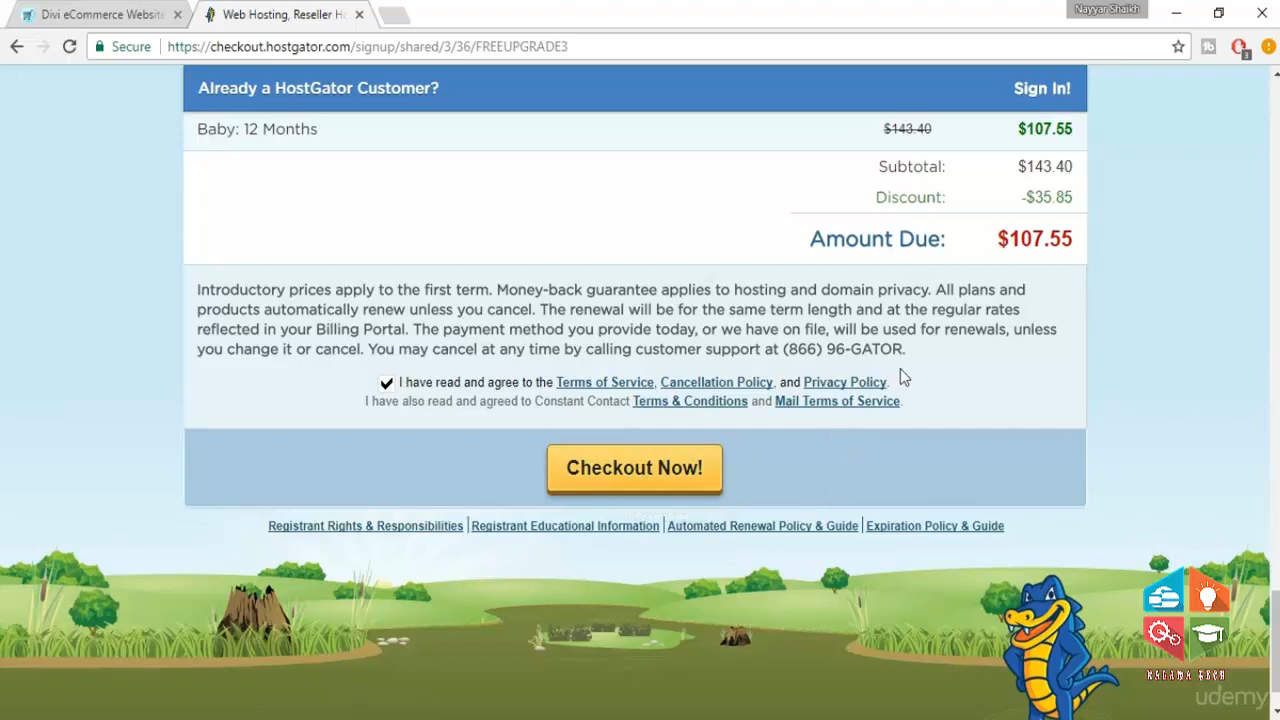 Divi eCommerce Website
Web Hosting, Reseller H
Nayyar Shaikh
Secure
https://checkout.hostgator.com/signup/shared/3/36/FREEUPGRADE3
3
Already a HostGator Customer? Sign In!
Baby: 12 Months $143.40 $107.55
Subtotal: $143.40
Discount: -$35.85
Amount Due: $107.55
Introductory prices apply to the first term. Money-back guarantee applies to hosting and domain privacy. All plans and
products automatically renew unless you cancel. The renewal will be for the same term length and at the regular rates
reflected in your Billing Portal. The payment method you provide today, or we have on file, will be used for renewals, unless
you change it or cancel. You may cancel at any time by calling customer support at (866) 96-GATOR.
I have read and agree to the Terms of Service, Cancellation Policy, and Privacy Policy.
I have also read and agreed to Constant Contact Terms & Conditions and Mail Terms of Service.
Checkout Now!
Registrant Rights & Responsibilities | Registrant Educational Information | Automated Renewal Policy & Guide | Expiration Policy & Guide
udemy